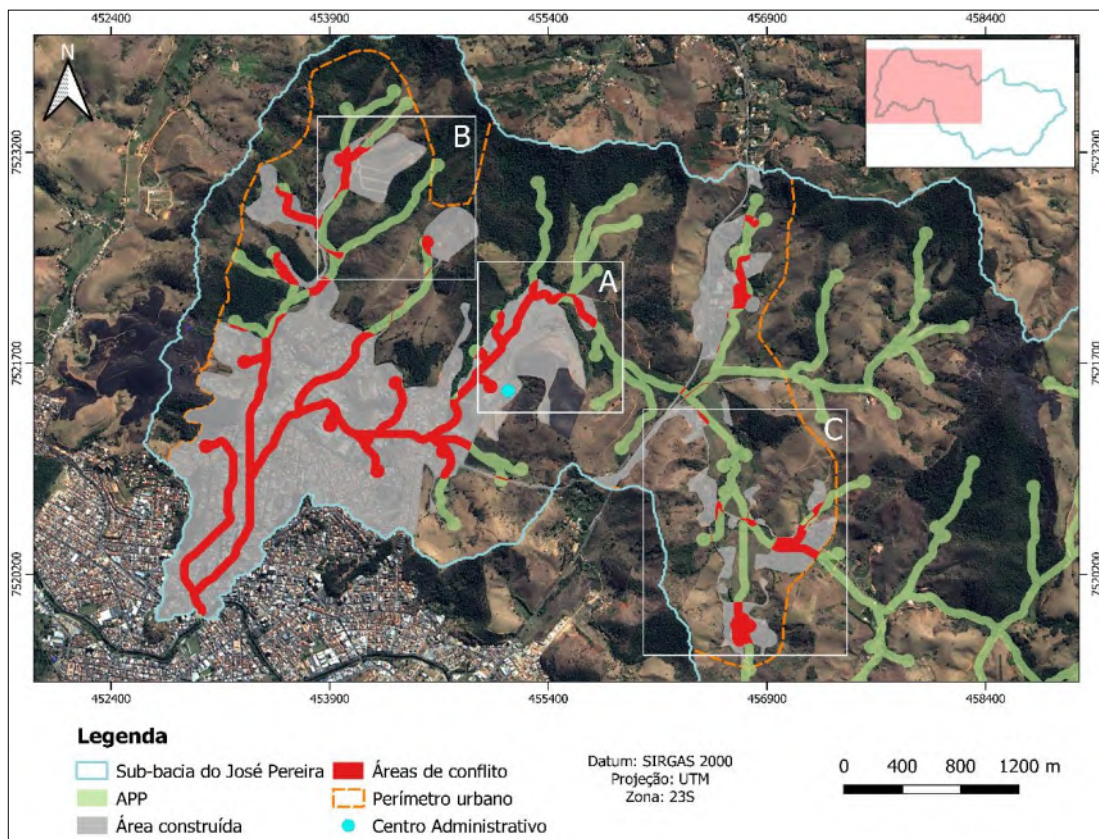 452400 453900 455400 456900 458400
N
B
7523200 7523200
A
7521700 7521700
C
7520200 7520200
452400 453900 455400 456900 458400
Legenda
Sub-bacia do José Pereira
APP
Área construída
Áreas de conflito
Perímetro urbano
Centro Administrativo
Datum: SIRGAS 2000
Projeção: UTM
Zona: 23S
0 400 800 1200 m